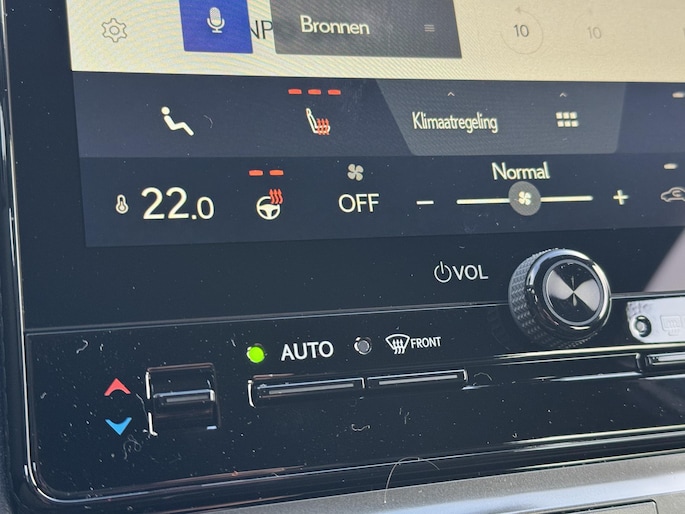 Bronnen
10
10
Klimaatregeling
22.0
OFF
Normal
VOL
AUTO
FRONT